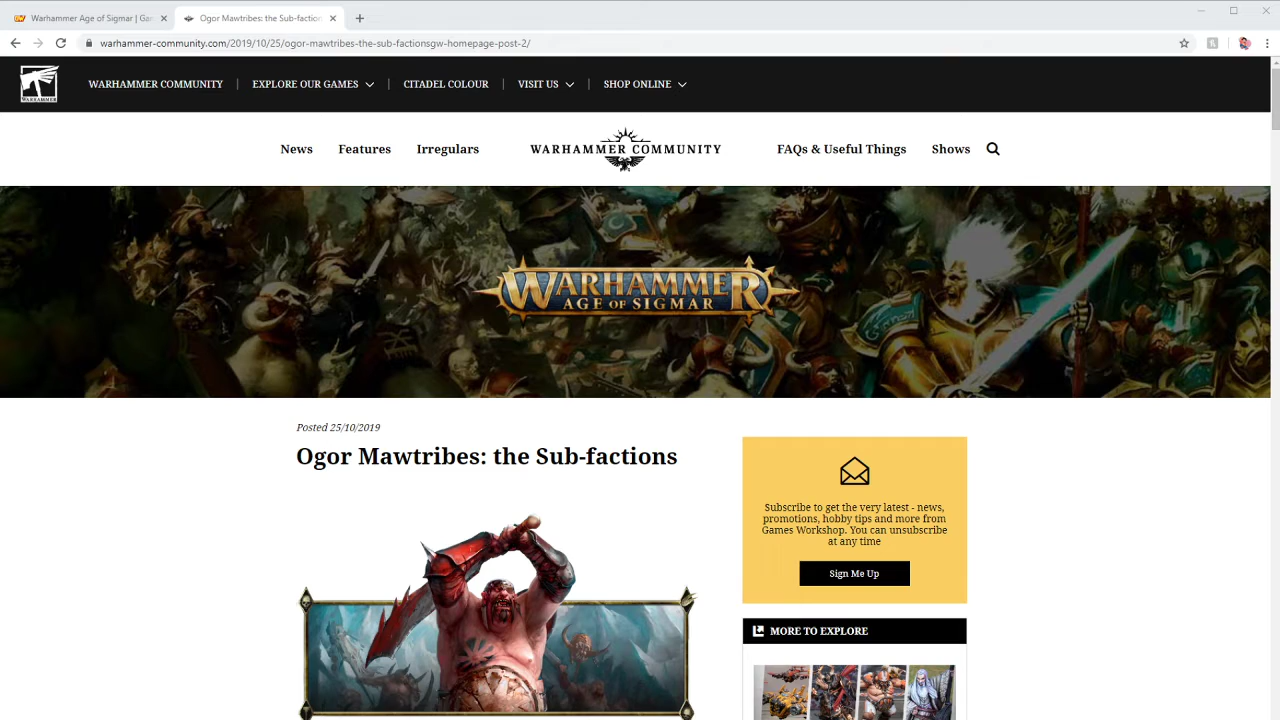 Warhammer Age of Sigmar | Gam
Ogor Mawtribes: the Sub-faction
warhammer-community.com/2019/10/25/ogor-mawtribes-the-sub-factionsgw-homepage-post-2/
WARHAMMER
WARHAMMER COMMUNITY
EXPLORE OUR GAMES
CITADEL COLOUR
VISIT US
SHOP ONLINE
News
Features
Irregulars
WARHAMMER COMMUNITY
FAQs & Useful Things
Shows
WARHAMMER
AGE OF SIGMAR
Posted 25/10/2019
Ogor Mawtribes: the Sub-factions
Subscribe to get the very latest - news,
promotions, hobby tips and more from
Games Workshop. You can unsubscribe
at any time
Sign Me Up
MORE TO EXPLORE